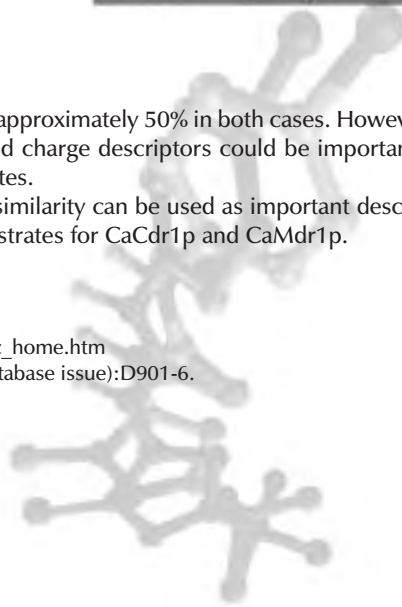 approximately 50% in both cases. Howev
d charge descriptors could be importan
tes.
similarity can be used as important desc
strates for CaCdr1p and CaMdr1p.
_home.htm
tabase issue):D901-6.